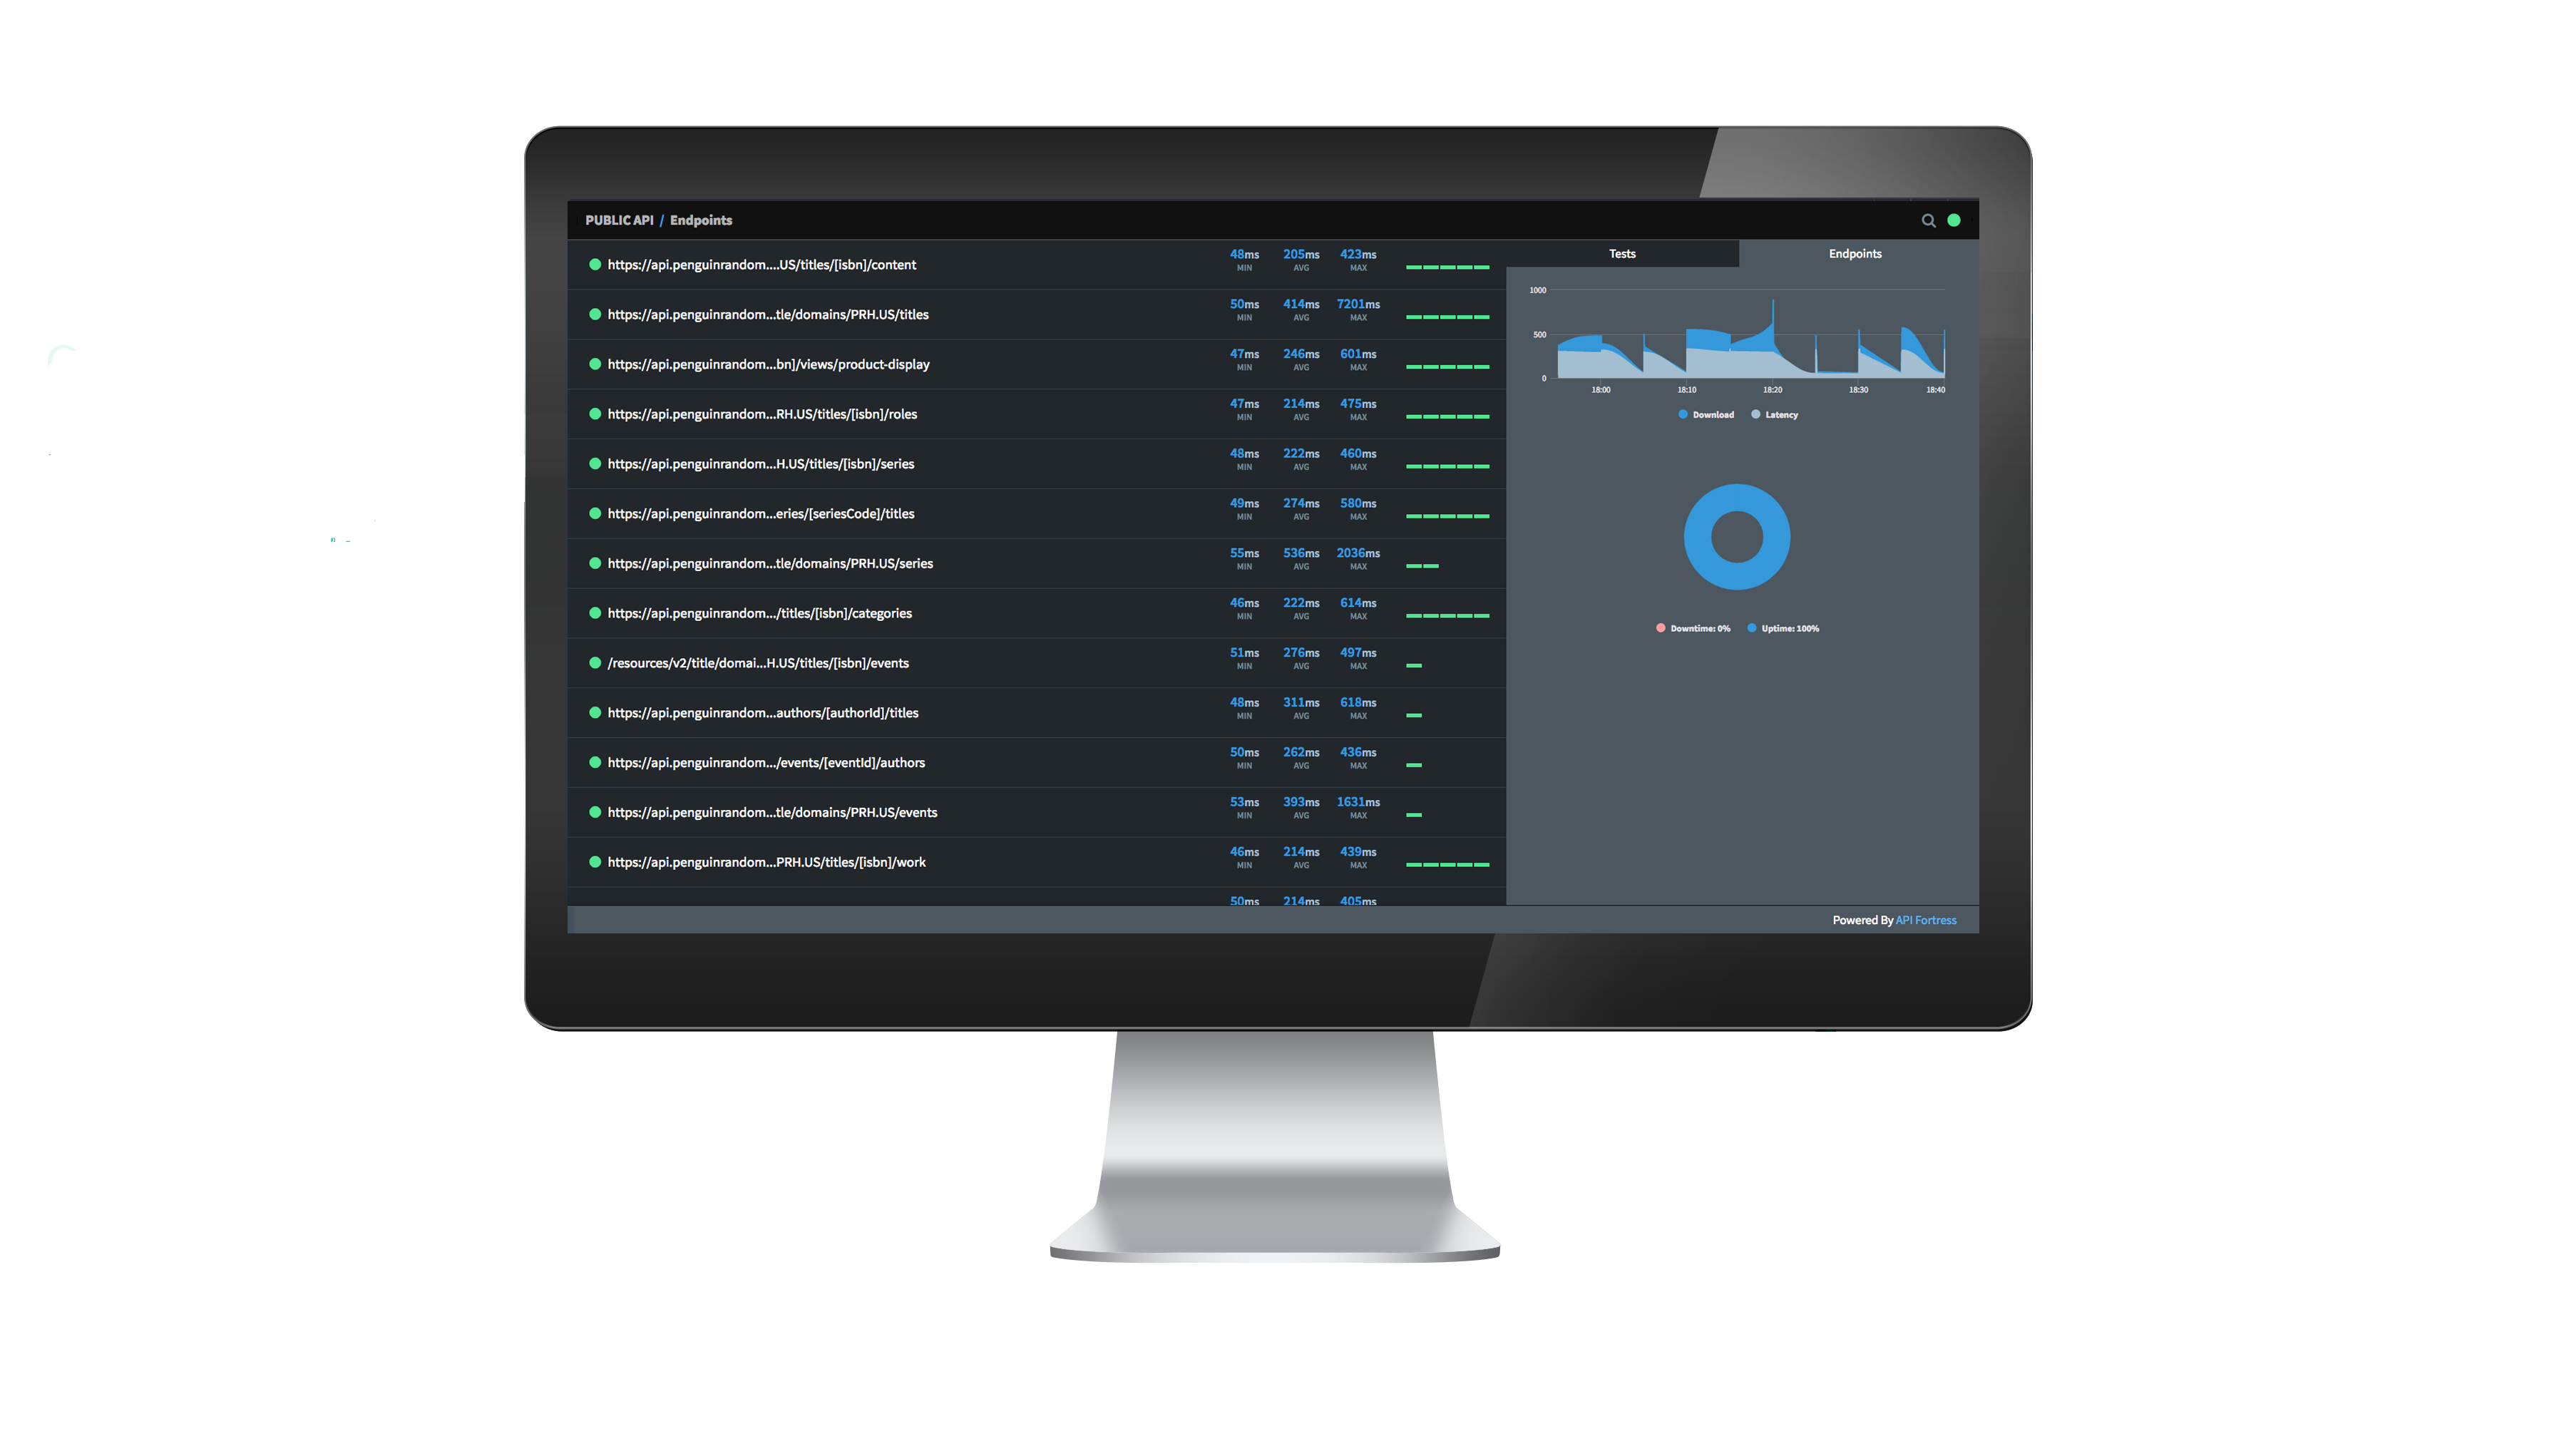 PUBLIC API / Endpoints
https://api.penguinrandom....US/titles/[isbn]/content
48ms 205ms 423ms
MIN AVG MAX
https://api.penguinrandom...tle/domains/PRH.US/titles
50ms 414ms 7201ms
MIN AVG MAX
https://api.penguinrandom...bn]/views/product-display
47ms 246ms 601ms
MIN AVG MAX
https://api.penguinrandom...RH.US/titles/[isbn]/roles
47ms 214ms 475ms
MIN AVG MAX
https://api.penguinrandom...H.US/titles/[isbn]/series
48ms 222ms 460ms
MIN AVG MAX
https://api.penguinrandom...eries/[seriesCode]/titles
49ms 274ms 580ms
MIN AVG MAX
https://api.penguinrandom...tle/domains/PRH.US/series
55ms 536ms 2036ms
MIN AVG MAX
https://api.penguinrandom.../titles/[isbn]/categories
46ms 222ms 614ms
MIN AVG MAX
/resources/v2/title/domai...H.US/titles/[isbn]/events
51ms 276ms 497ms
MIN AVG MAX
https://api.penguinrandom...authors/[authorId]/titles
48ms 311ms 618ms
MIN AVG MAX
https://api.penguinrandom.../events/[eventId]/authors
50ms 262ms 436ms
MIN AVG MAX
https://api.penguinrandom...tle/domains/PRH.US/events
53ms 393ms 1631ms
MIN AVG MAX
https://api.penguinrandom...PRH.US/titles/[isbn]/work
46ms 214ms 439ms
MIN AVG MAX
50ms 214ms 405ms
Tests Endpoints
1000
500
0
18:00 18:10 18:20 18:30 18:40
Download Latency
Downtime: 0% Uptime: 100%
Powered By API Fortress